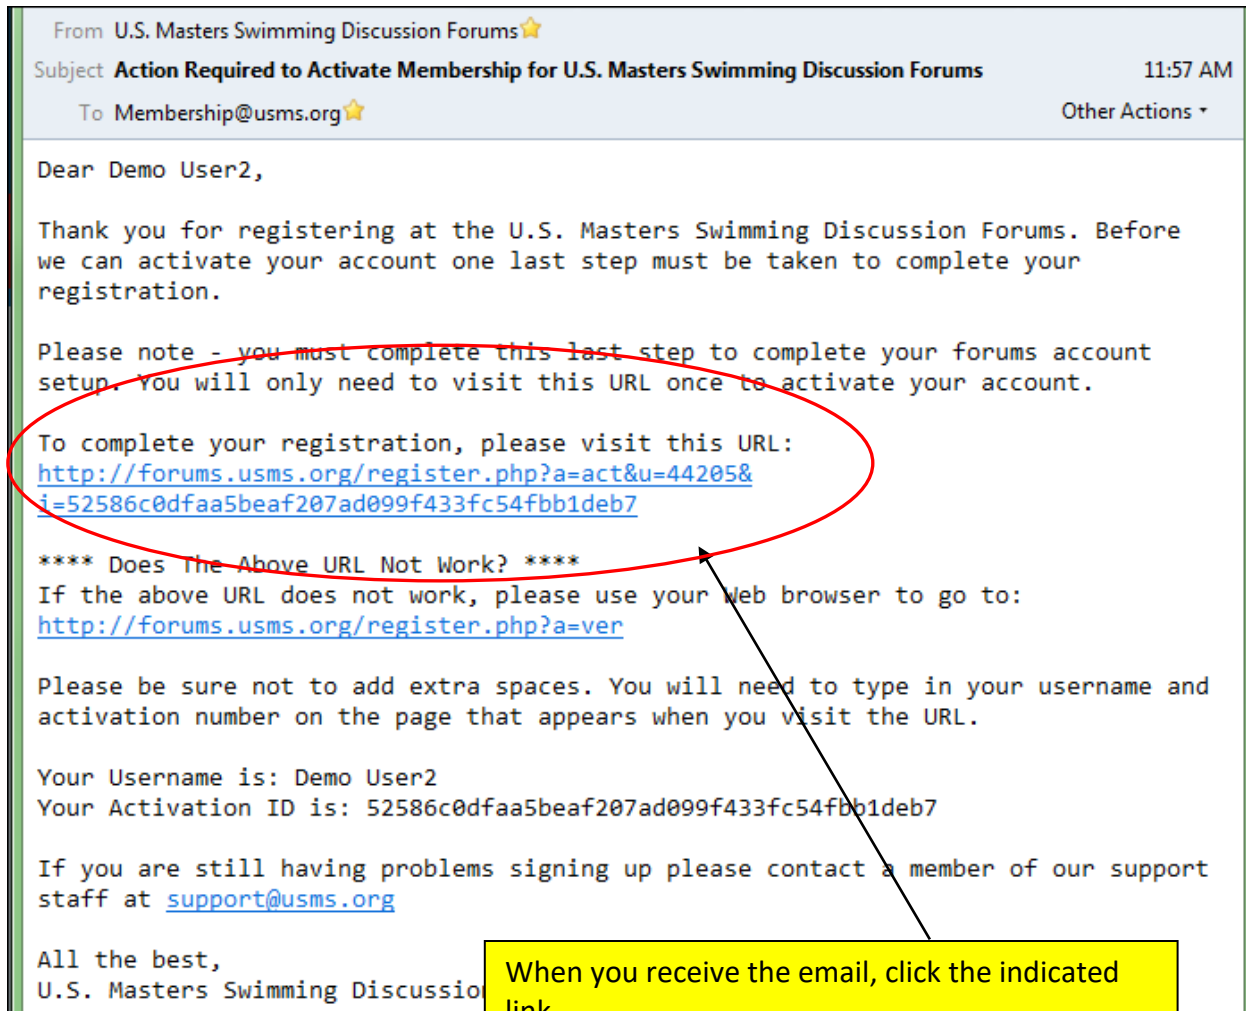 From U.S. Masters Swimming Discussion Forums
Subject Action Required to Activate Membership for U.S. Masters Swimming Discussion Forums 11:57 AM
To Membership@usms.org Other Actions
Dear Demo User2,
Thank you for registering at the U.S. Masters Swimming Discussion Forums. Before
we can activate your account one last step must be taken to complete your
registration.
Please note - you must complete this last step to complete your forums account
setup. You will only need to visit this URL once to activate your account.
To complete your registration, please visit this URL:
http://forums.usms.org/register.php?a=act&u=44205&
i=52586c0dfaa5beaf207ad099f433fc54fbb1deb7
**** Does The Above URL Not Work? ****
If the above URL does not work, please use your Web browser to go to:
http://forums.usms.org/register.php?a=ver
Please be sure not to add extra spaces. You will need to type in your username and
activation number on the page that appears when you visit the URL.
Your Username is: Demo User2
Your Activation ID is: 52586c0dfaa5beaf207ad099f433fc54fbb1deb7
If you are still having problems signing up please contact a member of our support
staff at support@usms.org
All the best,
U.S. Masters Swimming Discussion
When you receive the email, click the indicated
link